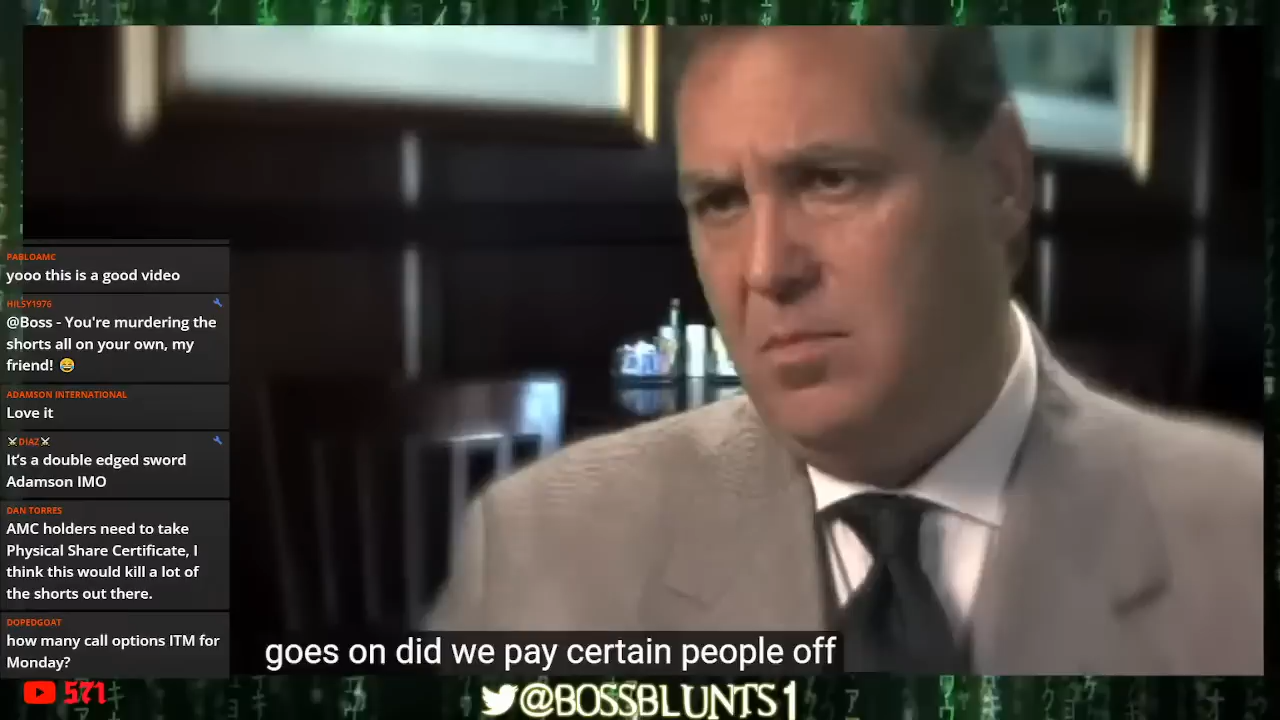 PABLOAMC
yooo this is a good video
HILSY1976
@Boss - You're murdering the
shorts all on your own, my
friend! 😂
ADAMSON INTERNATIONAL
Love it
⚔DIAZ⚔
It's a double edged sword
Adamson IMO
DAN TORRES
AMC holders need to take
Physical Share Certificate, I
think this would kill a lot of
the shorts out there.
DOPEDGOAT
how many call options ITM for
Monday?
goes on did we pay certain people off
571
@BOSSBLUNTS1